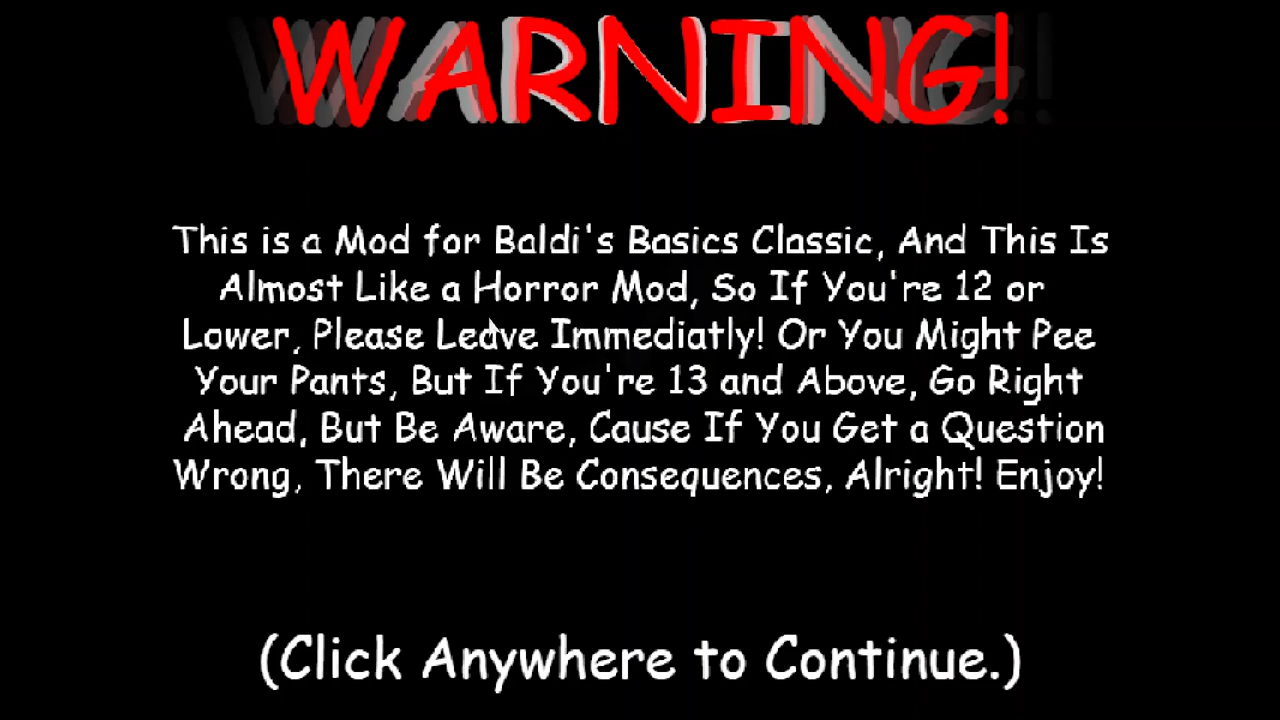 WARNING!
This is a Mod for Baldi's Basics Classic, And This Is
Almost Like a Horror Mod, So If You're 12 or
Lower, Please Leave Immediatly! Or You Might Pee
Your Pants, But If You're 13 and Above, Go Right
Ahead, But Be Aware, Cause If You Get a Question
Wrong, There Will Be Consequences, Alright! Enjoy!
(Click Anywhere to Continue.)